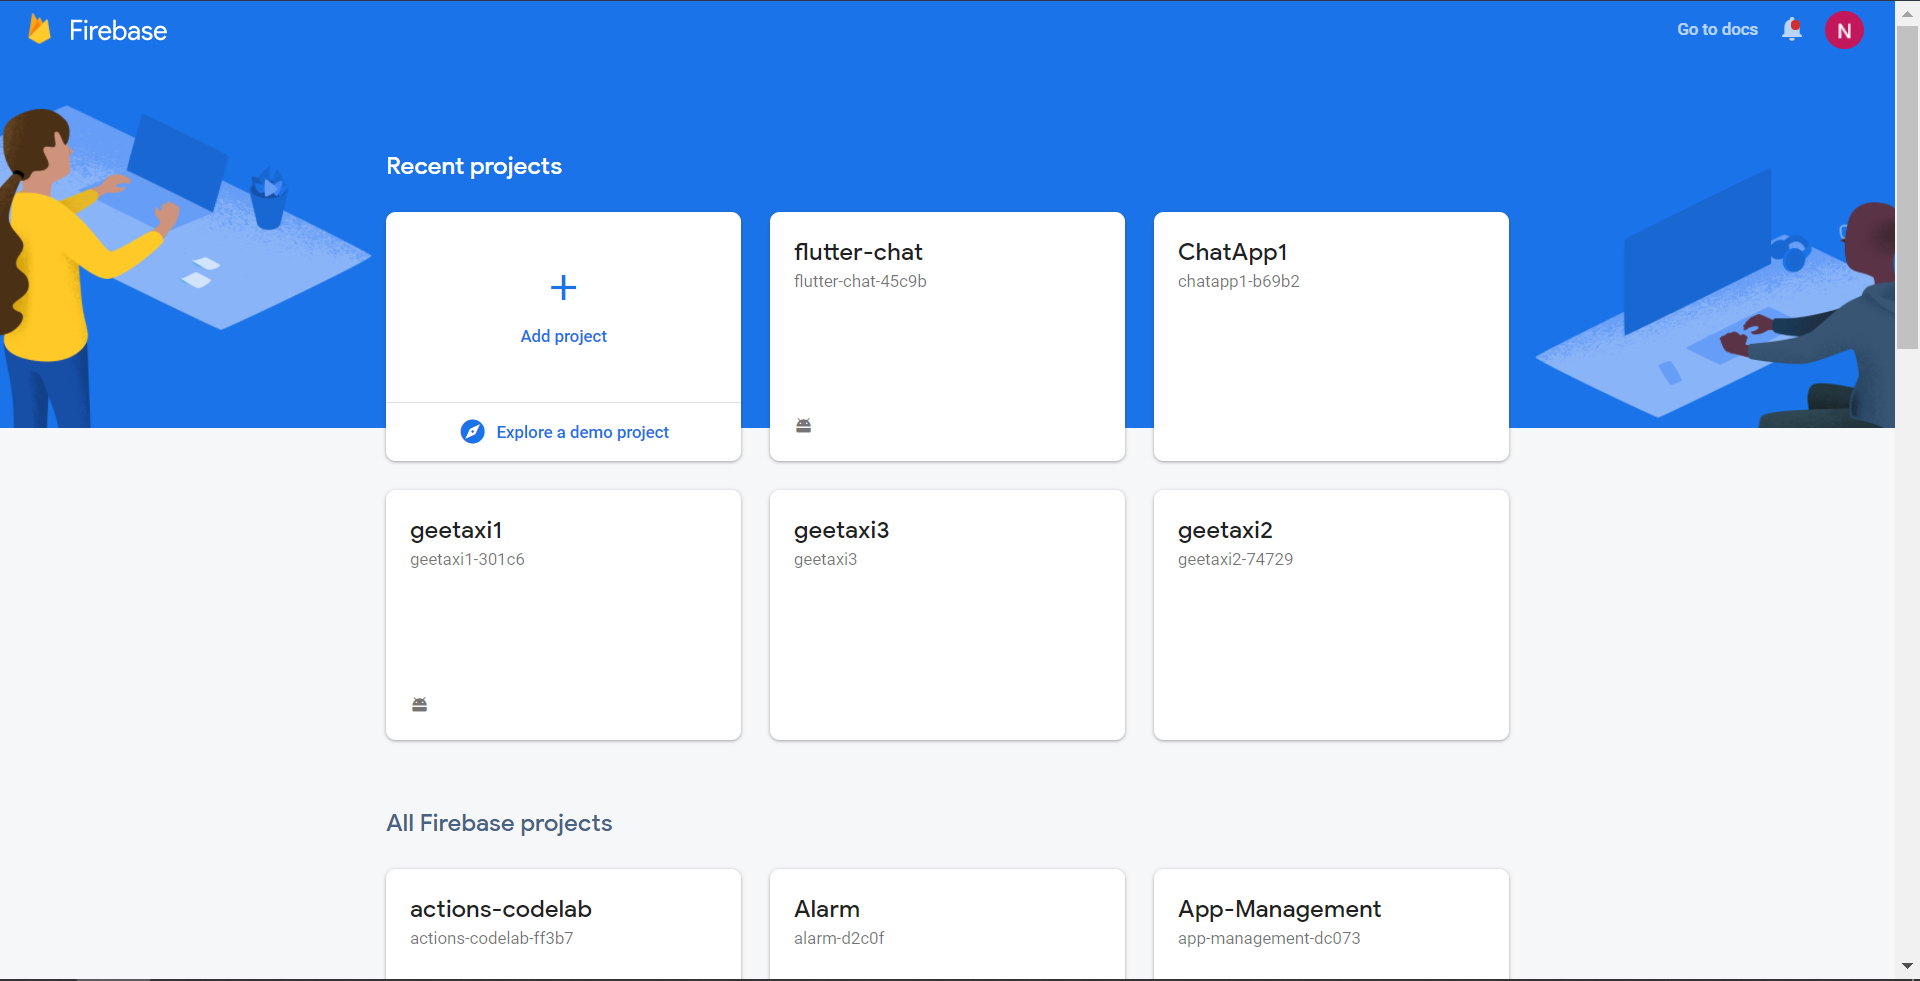 Firebase
Go to docs
N
Recent projects
Add project
Explore a demo project
flutter-chat
flutter-chat-45c9b
ChatApp1
chatapp1-b69b2
geetaxi1
geetaxi1-301c6
geetaxi3
geetaxi3
geetaxi2
geetaxi2-74729
All Firebase projects
actions-codelab
actions-codelab-ff3b7
Alarm
alarm-d2c0f
App-Management
app-management-dc073